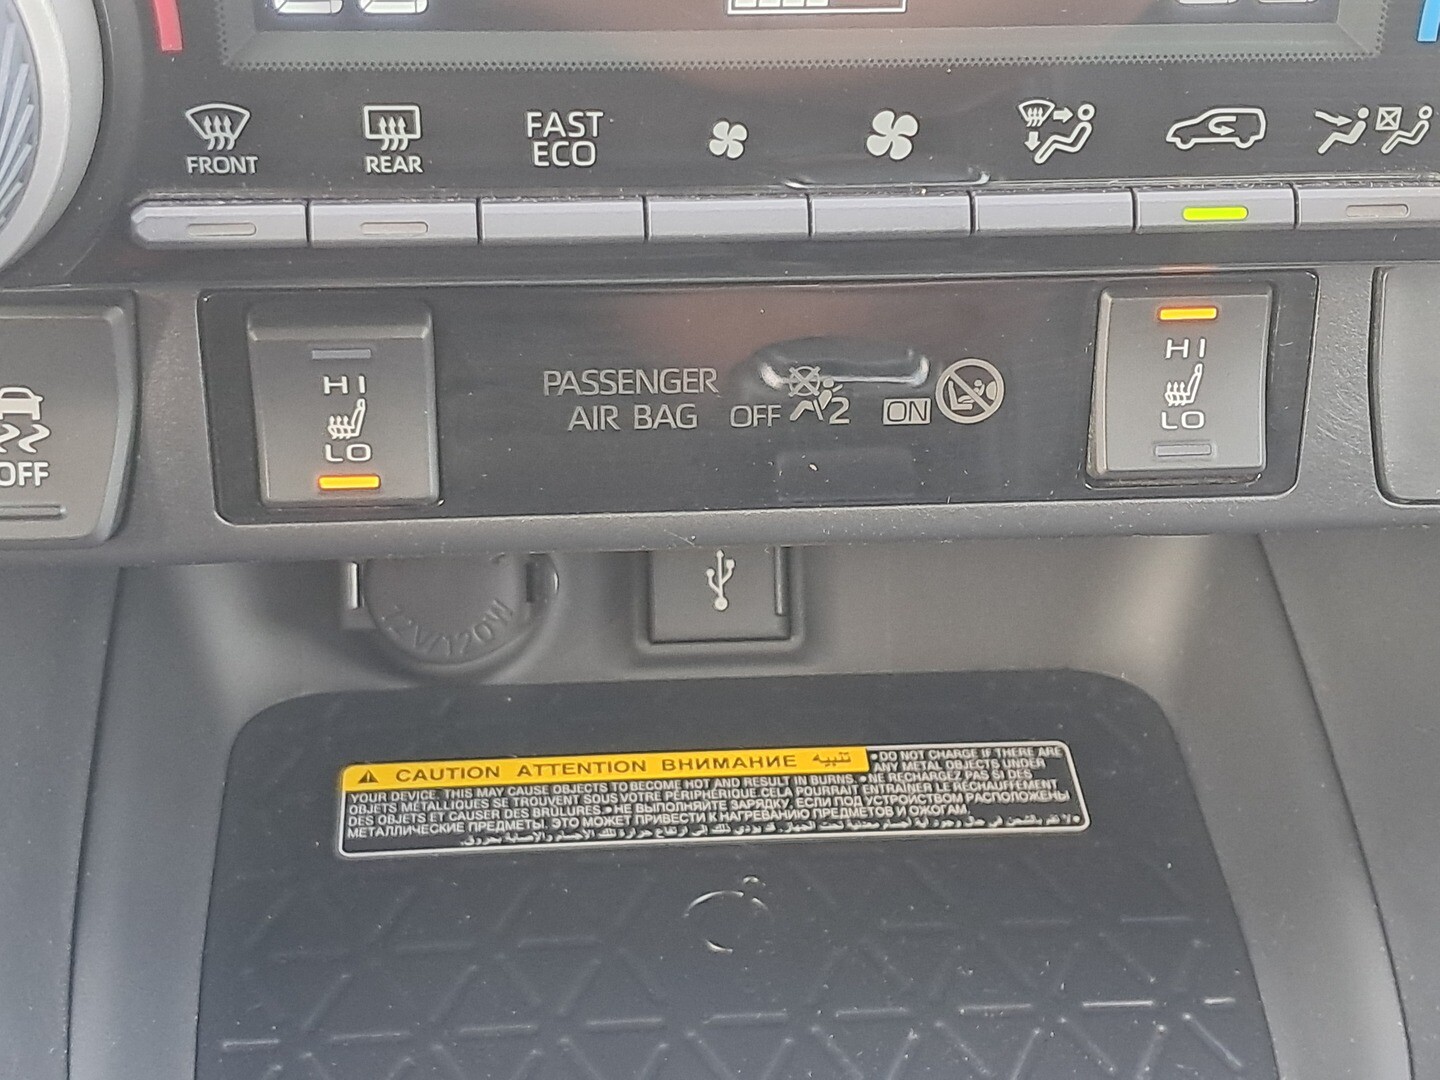 FRONT
REAR
FAST
ECO
HI
LO
PASSENGER
AIR BAG
OFF
2
ON
HI
LO
OFF
12V/120W
CAUTION ATTENTION ВНИМАНИЕ تنبيه
• DO NOT CHARGE IF THERE ARE
ANY METAL OBJECTS UNDER
YOUR DEVICE. THIS MAY CAUSE OBJECTS TO BECOME HOT AND RESULT IN BURNS. • NE RECHARGEZ PAS SI DES
OBJETS MÉTALLIQUES SE TROUVENT SOUS VOTRE PÉRIPHÉRIQUE.CELA POURRAIT ENTRAÎNER LE RÉCHAUFFEMENT
DES OBJETS ET CAUSER DES BRÛLURES. • НЕ ВЫПОЛНЯЙТЕ ЗАРЯДКУ, ЕСЛИ ПОД УСТРОЙСТВОМ РАСПОЛОЖЕНЫ
МЕТАЛЛИЧЕСКИЕ ПРЕДМЕТЫ. ЭТО МОЖЕТ ПРИВЕСТИ К НАГРЕВАНИЮ ПРЕДМЕТОВ И ОЖОГАМ.